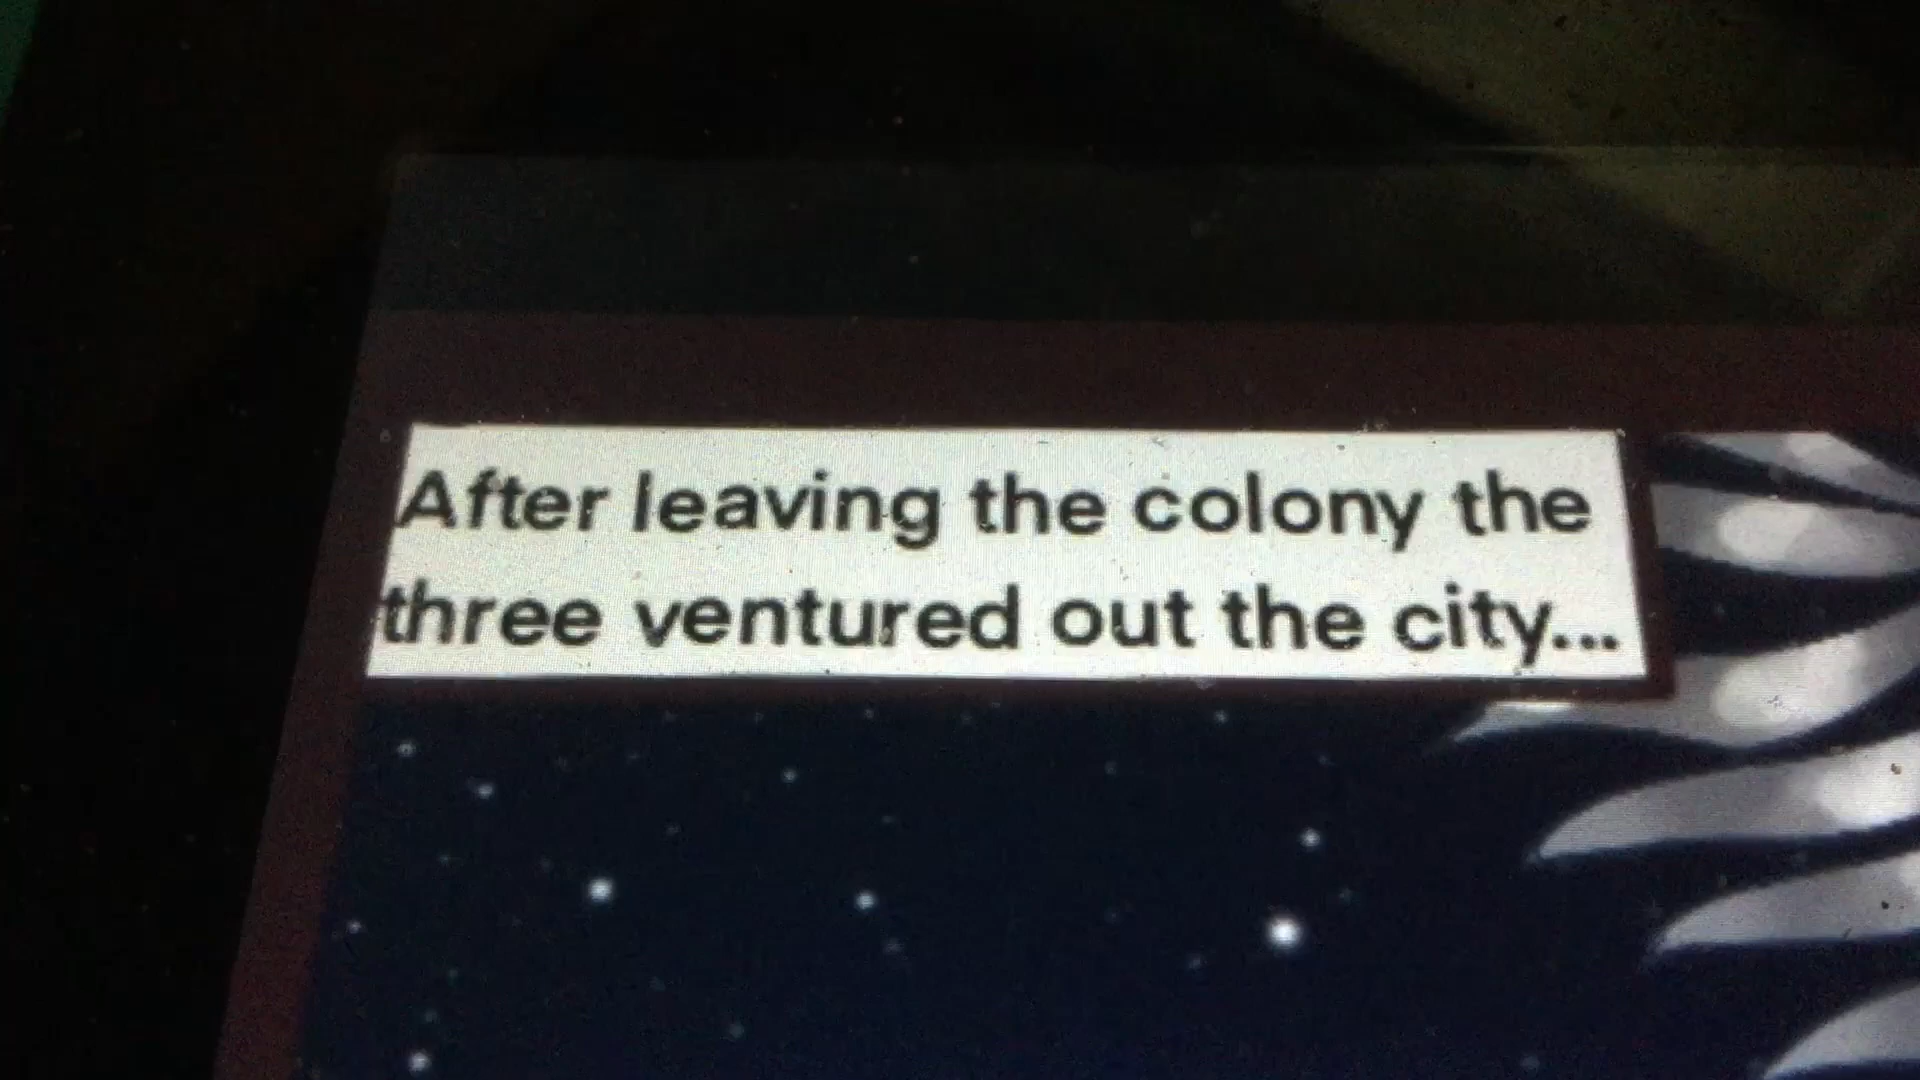 After leaving the colony the
three ventured out the city...